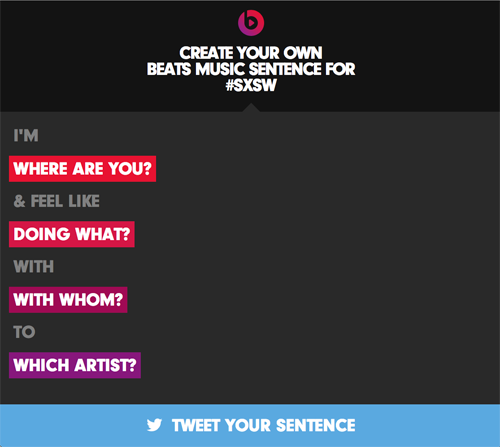 CREATE YOUR OWN
BEATS MUSIC SENTENCE FOR
#SXSW
I'M
WHERE ARE YOU?
& FEEL LIKE
DOING WHAT?
WITH
WITH WHOM?
TO
WHICH ARTIST?
TWEET YOUR SENTENCE